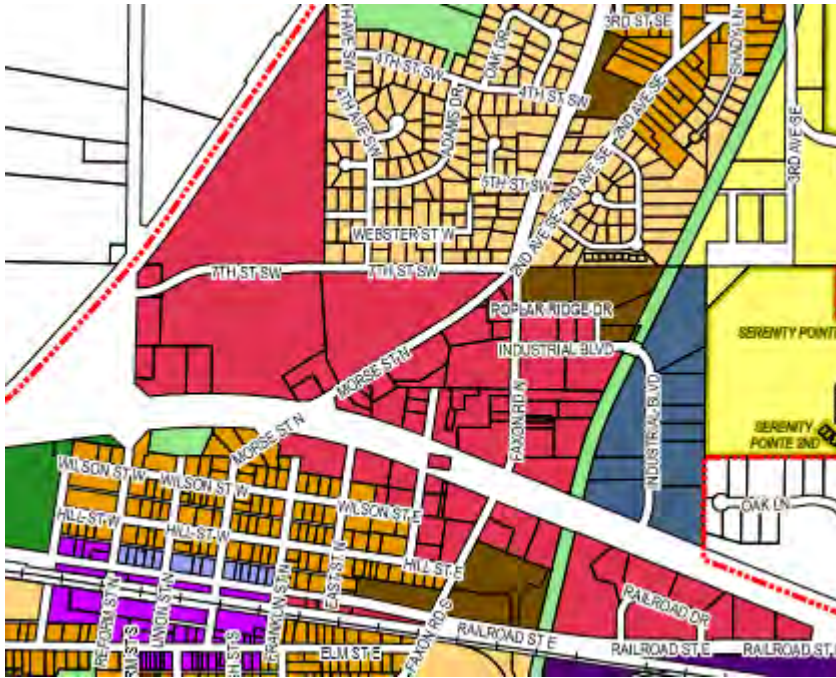 3RD ST SE
OAK DR
SHADY LN
4TH ST SW
4TH ST SW
4TH AVE SW
ADAMS DR
2ND AVE SE
3RD AVE SE
2ND AVE SE
WEBSTER ST W
7TH ST SW
7TH ST SW
POPLAR RIDGE DR
INDUSTRIAL BLVD
SERENITY POINTE
MORSE ST N
FAXON RD N
INDUSTRIAL BLVD
MORSE ST N
SERENITY
POINTE 2ND
WILSON ST W
WILSON ST W
WILSON ST E
OAK LN
HILL ST W
HILL ST W
HILL ST E
REFORM ST N
UNION ST N
FRANKLIN ST N
EAST ST N
FAXON RD S
RAILROAD DR
RAILROAD ST E
RAILROAD ST E
RAILROAD ST E
ELM ST E